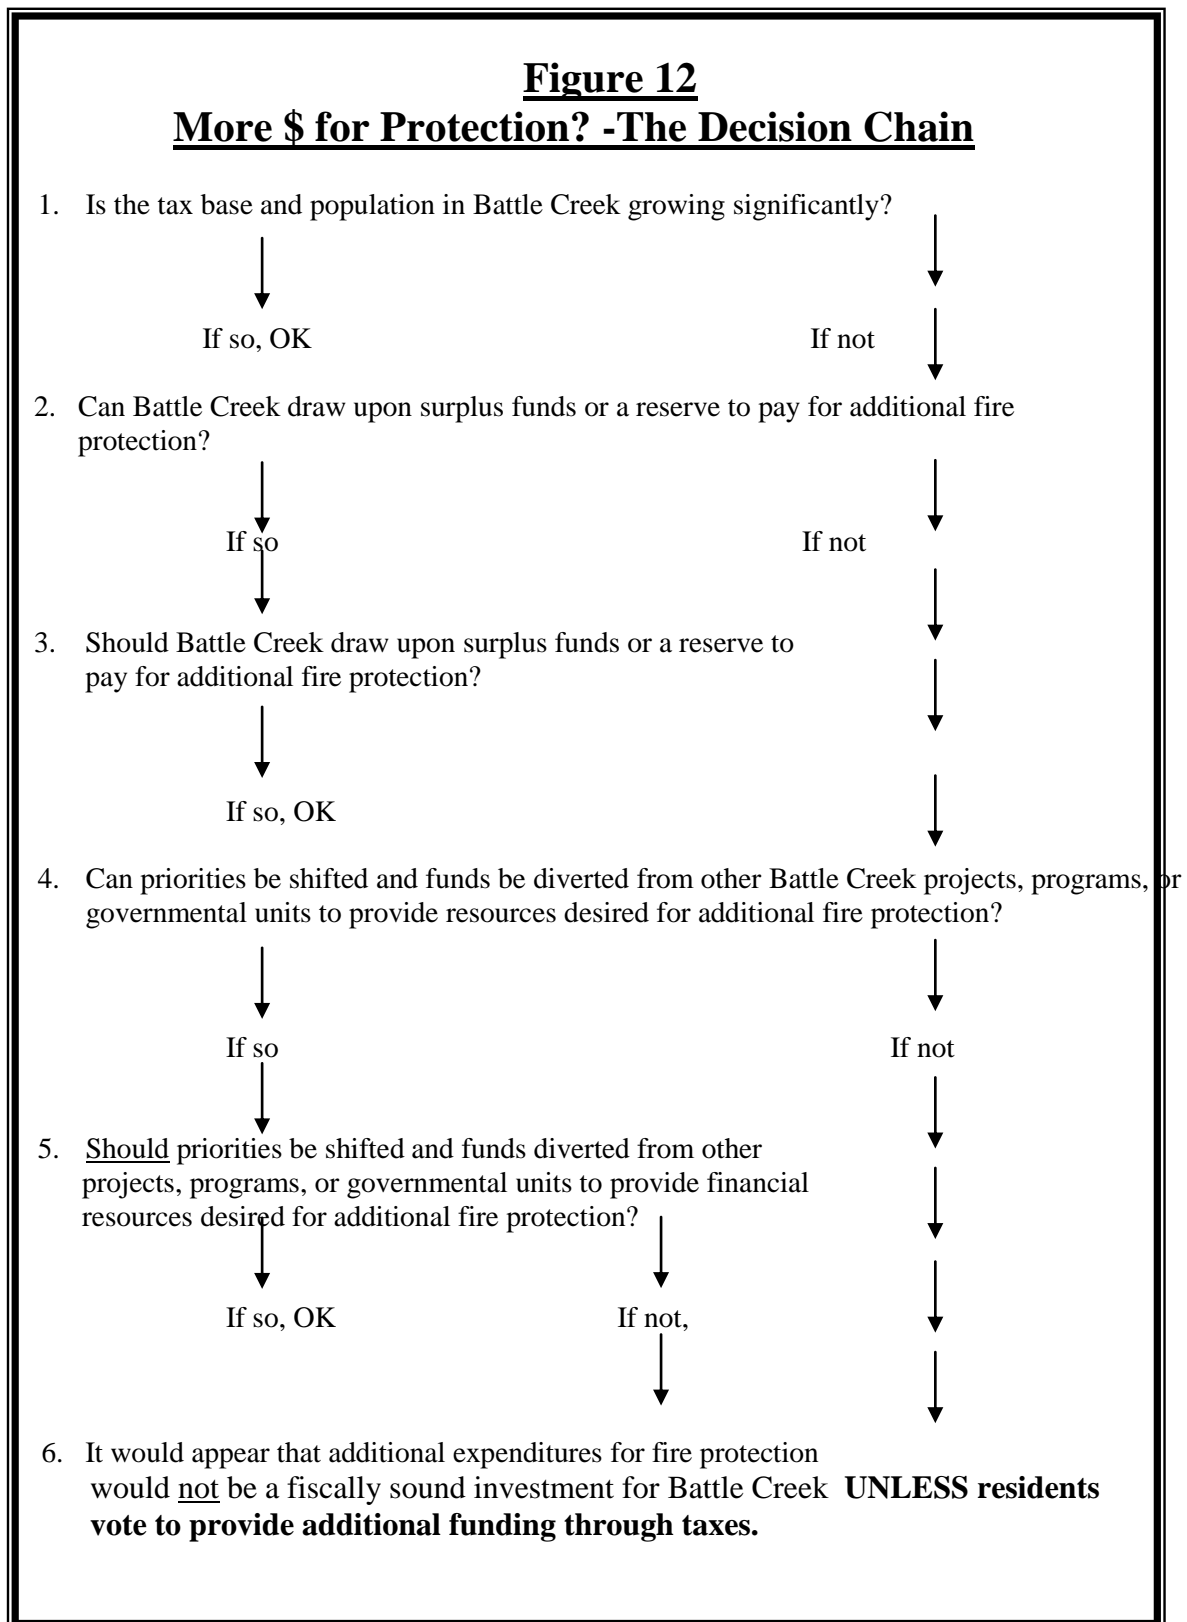 Figure 12
More $ for Protection? -The Decision Chain
1. Is the tax base and population in Battle Creek growing significantly?
If so, OK If not
2. Can Battle Creek draw upon surplus funds or a reserve to pay for additional fire
protection?
If so If not
3. Should Battle Creek draw upon surplus funds or a reserve to
pay for additional fire protection?
If so, OK
4. Can priorities be shifted and funds be diverted from other Battle Creek projects, programs, or
governmental units to provide resources desired for additional fire protection?
If so If not
5. Should priorities be shifted and funds diverted from other
projects, programs, or governmental units to provide financial
resources desired for additional fire protection?
If so, OK If not,
6. It would appear that additional expenditures for fire protection
would not be a fiscally sound investment for Battle Creek UNLESS residents
vote to provide additional funding through taxes.